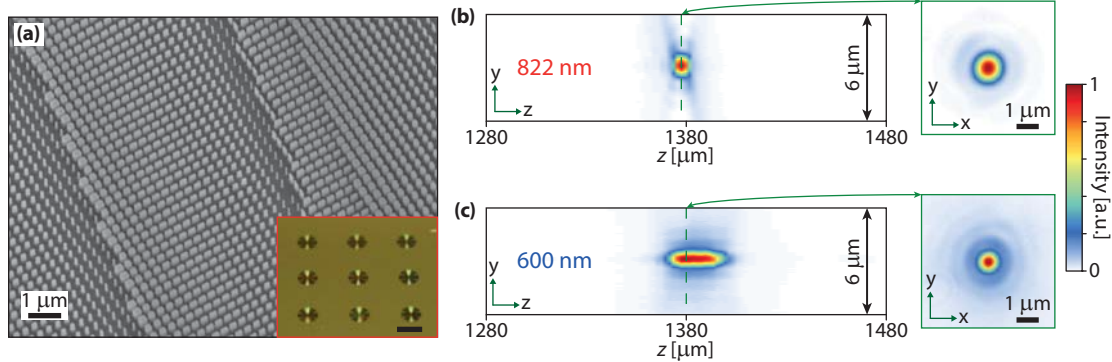 (a)
1 μm
(b)
822 nm
y
z
6 μm
1280
1380
1480
z [μm]
y
x
1 μm
(c)
600 nm
y
z
6 μm
1280
1380
1480
z [μm]
y
x
1 μm
1
0
Intensity [a.u.]